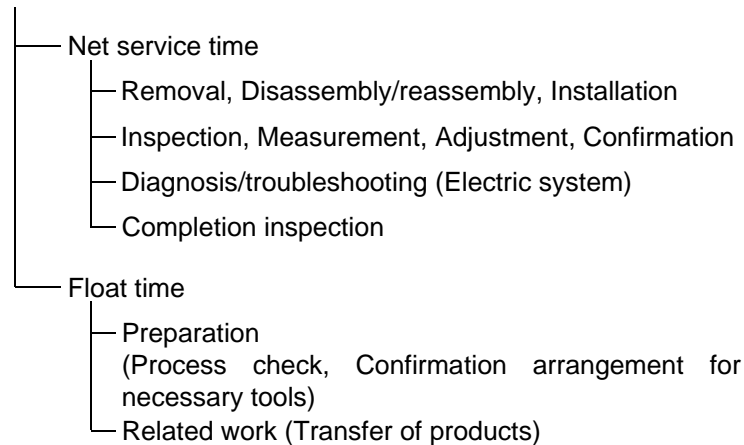 Net service time
Removal, Disassembly/reassembly, Installation
Inspection, Measurement, Adjustment, Confirmation
Diagnosis/troubleshooting (Electric system)
Completion inspection
Float time
Preparation
(Process check, Confirmation arrangement for
necessary tools)
Related work (Transfer of products)